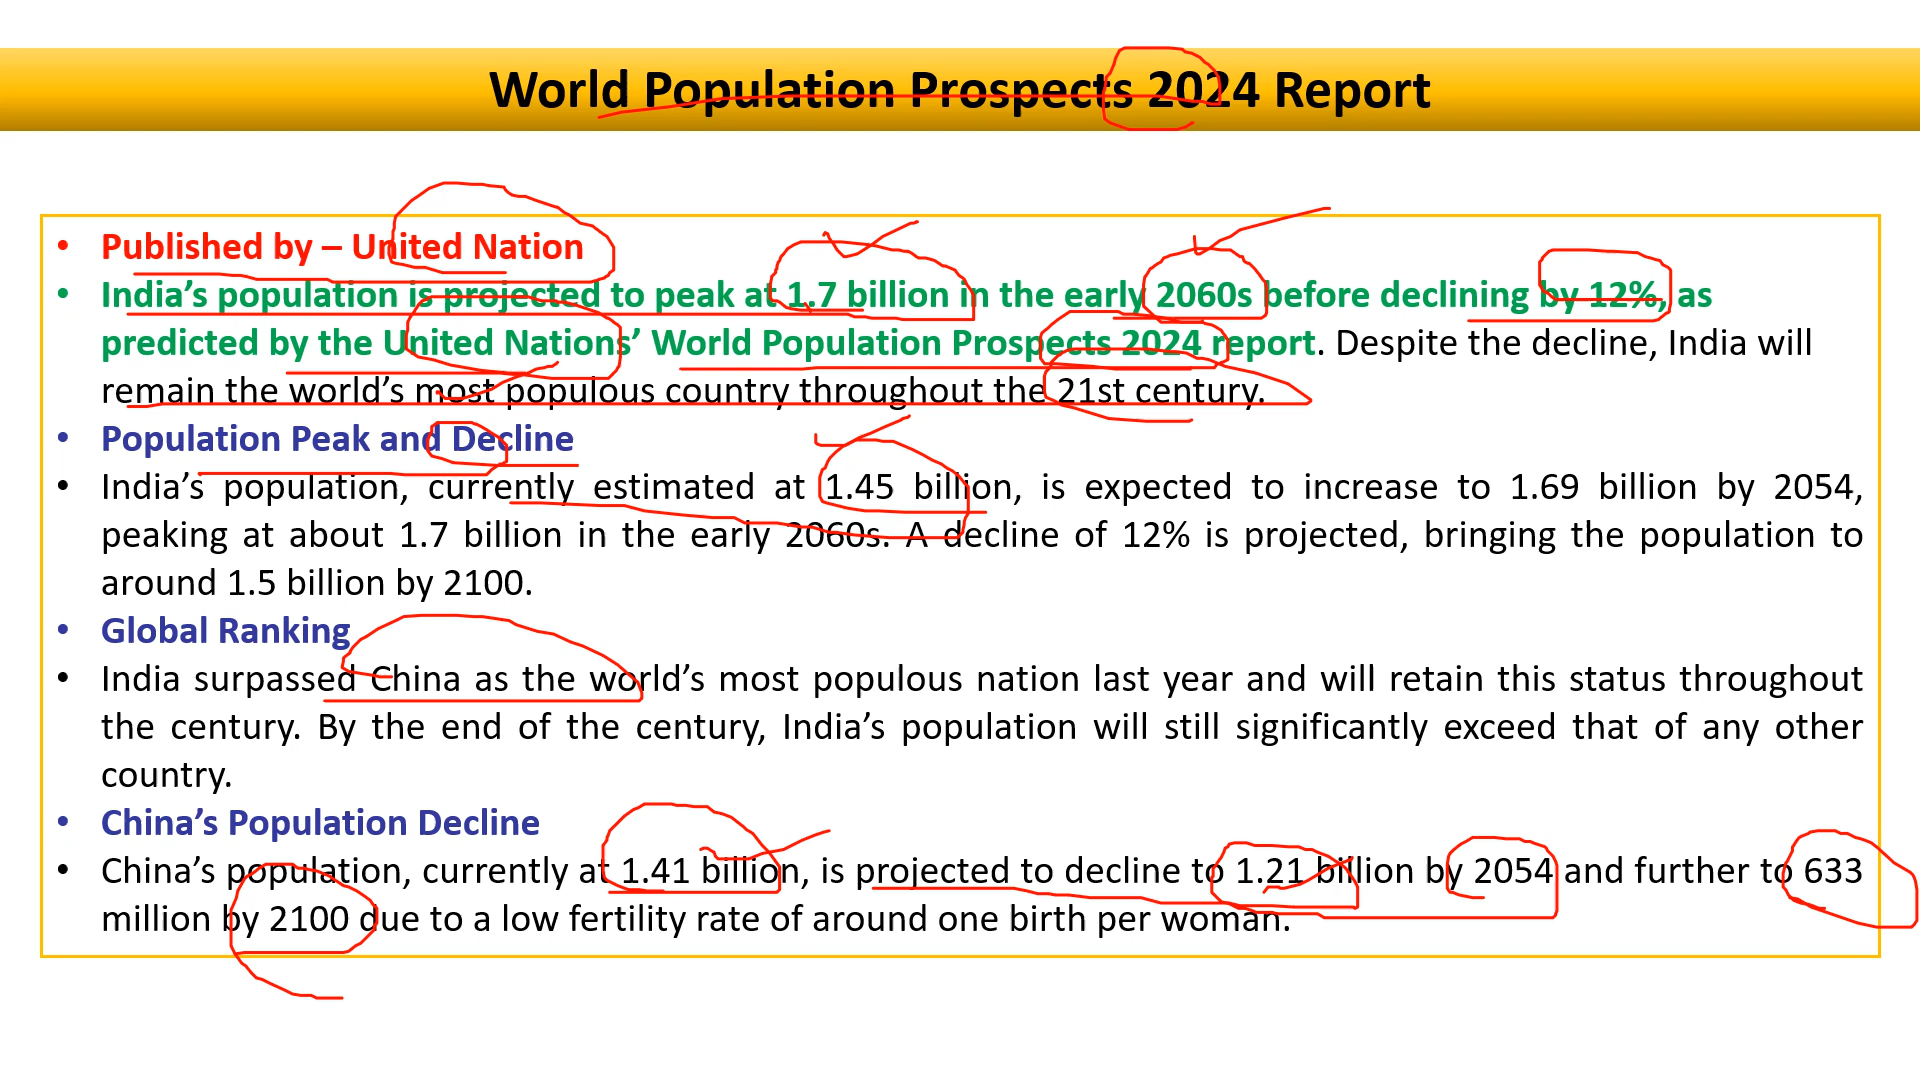 World Population Prospects 2024 Report
• Published by – United Nation
• India’s population is projected to peak at 1.7 billion in the early 2060s before declining by 12%, as
predicted by the United Nations’ World Population Prospects 2024 report. Despite the decline, India will
remain the world’s most populous country throughout the 21st century.
• Population Peak and Decline
• India’s population, currently estimated at 1.45 billion, is expected to increase to 1.69 billion by 2054,
peaking at about 1.7 billion in the early 2060s. A decline of 12% is projected, bringing the population to
around 1.5 billion by 2100.
• Global Ranking
• India surpassed China as the world’s most populous nation last year and will retain this status throughout
the century. By the end of the century, India’s population will still significantly exceed that of any other
country.
• China’s Population Decline
• China’s population, currently at 1.41 billion, is projected to decline to 1.21 billion by 2054 and further to 633
million by 2100 due to a low fertility rate of around one birth per woman.